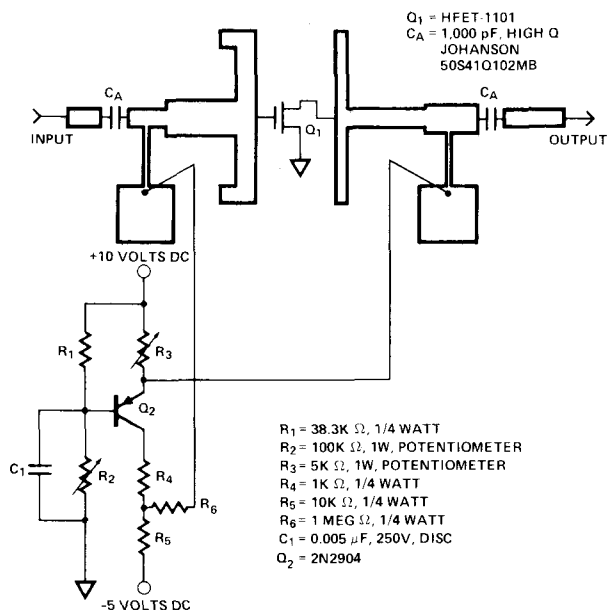 Q1 = HFET-1101
CA = 1,000 pF, HIGH Q
JOHANSON
50S41Q102MB
CA
CA
INPUT
Q1
OUTPUT
+10 VOLTS DC
R1
R3
Q2
C1
R2
R4
R6
R5
-5 VOLTS DC
R1 = 38.3K Ω, 1/4 WATT
R2 = 100K Ω, 1W, POTENTIOMETER
R3 = 5K Ω, 1W, POTENTIOMETER
R4 = 1K Ω, 1/4 WATT
R5 = 10K Ω, 1/4 WATT
R6 = 1 MEG Ω, 1/4 WATT
C1 = 0.005 μF, 250V, DISC
Q2 = 2N2904